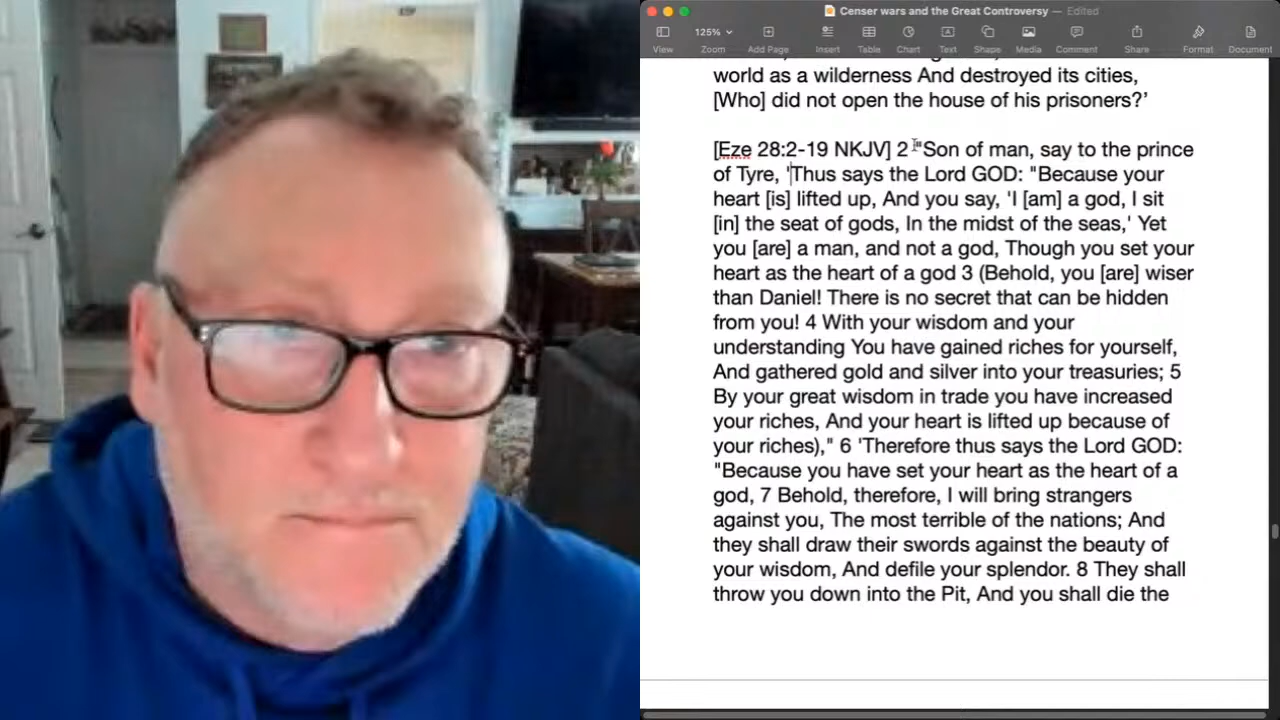 Censer wars and the Great Controversy — Edited
125%
View Zoom Add Page Insert Table Chart Text Shape Media Comment Share Format Document
world as a wilderness And destroyed its cities,
[Who] did not open the house of his prisoners?'
[Eze 28:2-19 NKJV] 2 "Son of man, say to the prince
of Tyre, 'Thus says the Lord GOD: "Because your
heart [is] lifted up, And you say, 'I [am] a god, I sit
[in] the seat of gods, In the midst of the seas,' Yet
you [are] a man, and not a god, Though you set your
heart as the heart of a god 3 (Behold, you [are] wiser
than Daniel! There is no secret that can be hidden
from you! 4 With your wisdom and your
understanding You have gained riches for yourself,
And gathered gold and silver into your treasuries; 5
By your great wisdom in trade you have increased
your riches, And your heart is lifted up because of
your riches)," 6 'Therefore thus says the Lord GOD:
"Because you have set your heart as the heart of a
god, 7 Behold, therefore, I will bring strangers
against you, The most terrible of the nations; And
they shall draw their swords against the beauty of
your wisdom, And defile your splendor. 8 They shall
throw you down into the Pit, And you shall die the